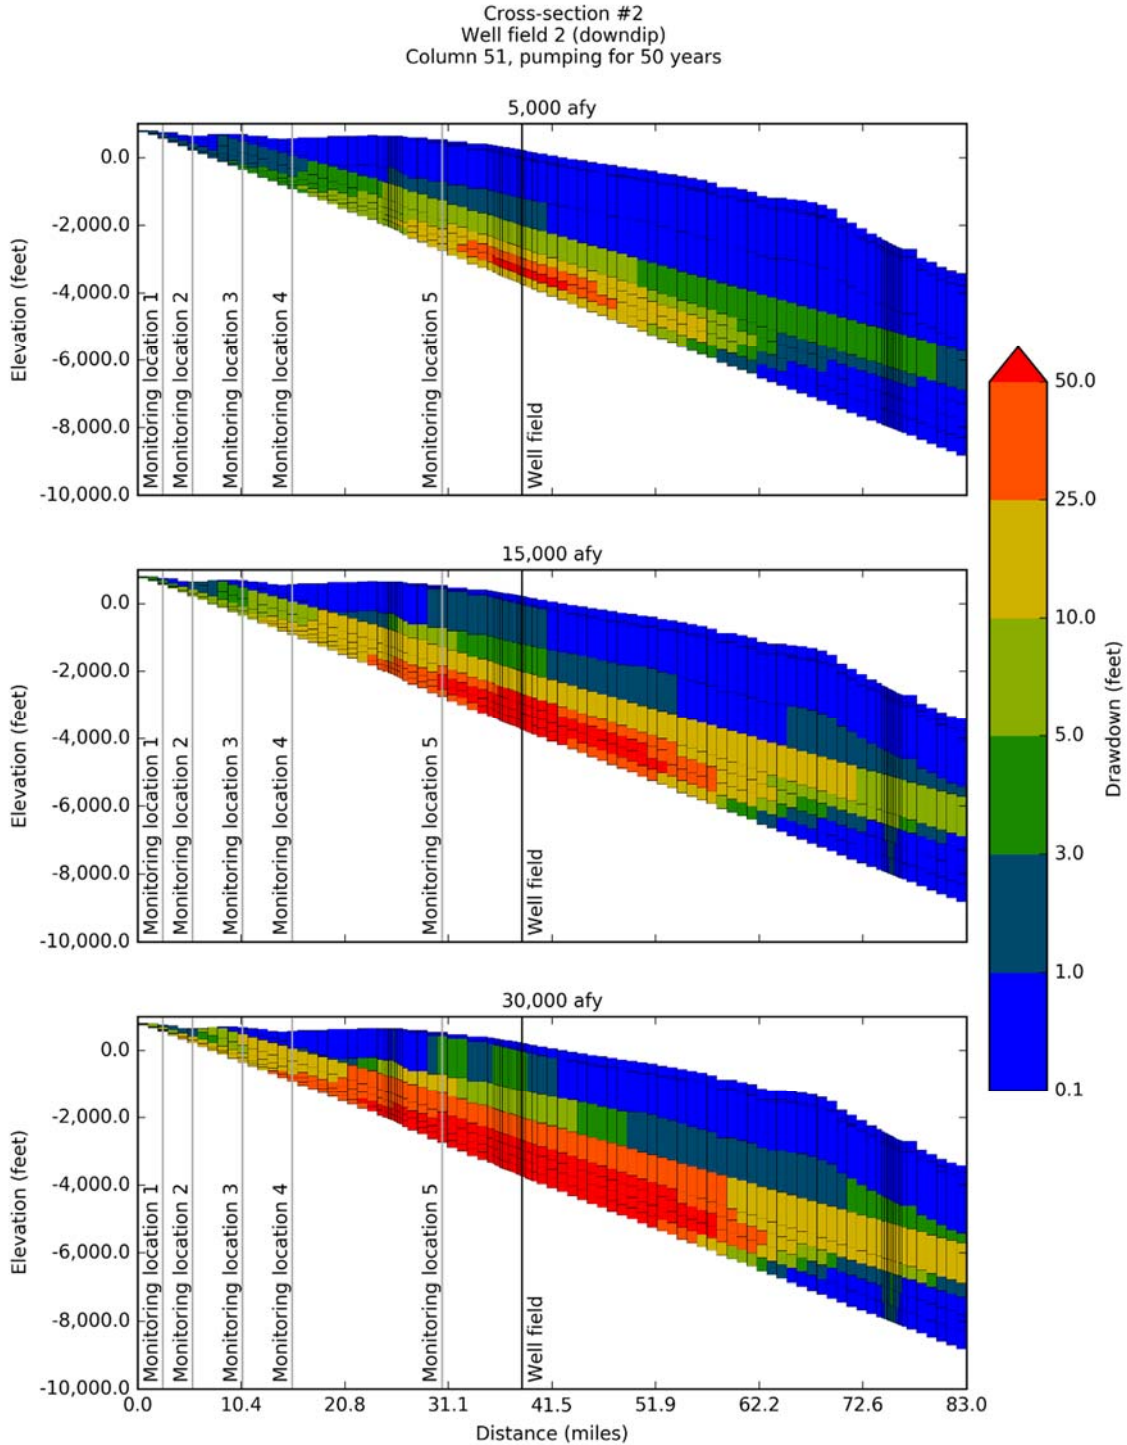 Cross-section #2
Well field 2 (downdip)
Column 51, pumping for 50 years
5,000 afy
0.0
-2,000.0
-4,000.0
-6,000.0
-8,000.0
-10,000.0
Elevation (feet)
Monitoring location 1
Monitoring location 2
Monitoring location 3
Monitoring location 4
Monitoring location 5
Well field
15,000 afy
0.0
-2,000.0
-4,000.0
-6,000.0
-8,000.0
-10,000.0
Elevation (feet)
Monitoring location 1
Monitoring location 2
Monitoring location 3
Monitoring location 4
Monitoring location 5
Well field
30,000 afy
0.0
-2,000.0
-4,000.0
-6,000.0
-8,000.0
-10,000.0
Elevation (feet)
Monitoring location 1
Monitoring location 2
Monitoring location 3
Monitoring location 4
Monitoring location 5
Well field
0.0 10.4 20.8 31.1 41.5 51.9 62.2 72.6 83.0
Distance (miles)
50.0
25.0
10.0
5.0
3.0
1.0
0.1
Drawdown (feet)